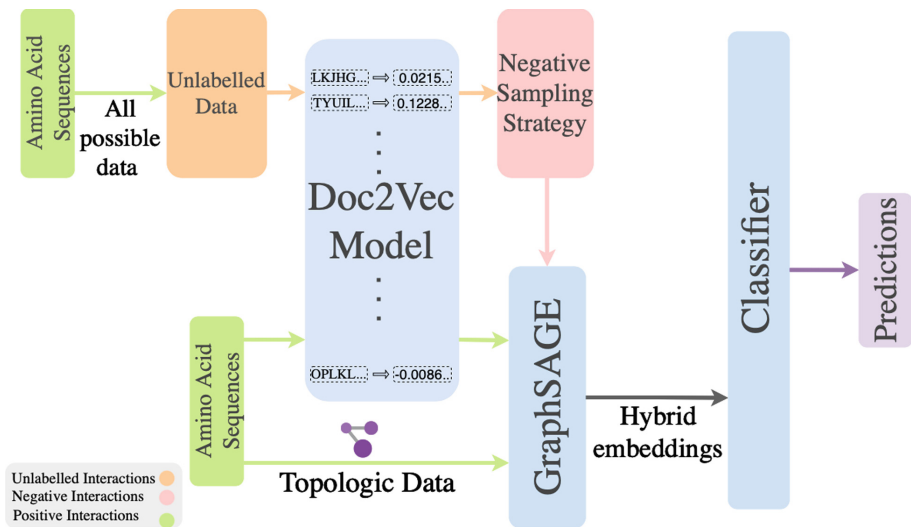 Amino Acid
Sequences
All
possible
data
Unlabelled
Data
LKJHG... ⇨ 0.0215..
TYUIL... ⇨ 0.1228..
Doc2Vec
Model
OPLKL... ⇨ -0.0086..
Negative
Sampling
Strategy
Amino Acid
Sequences
Topologic Data
GraphSAGE
Hybrid
embeddings
Classifier
Predictions
Unlabelled Interactions
Negative Interactions
Positive Interactions